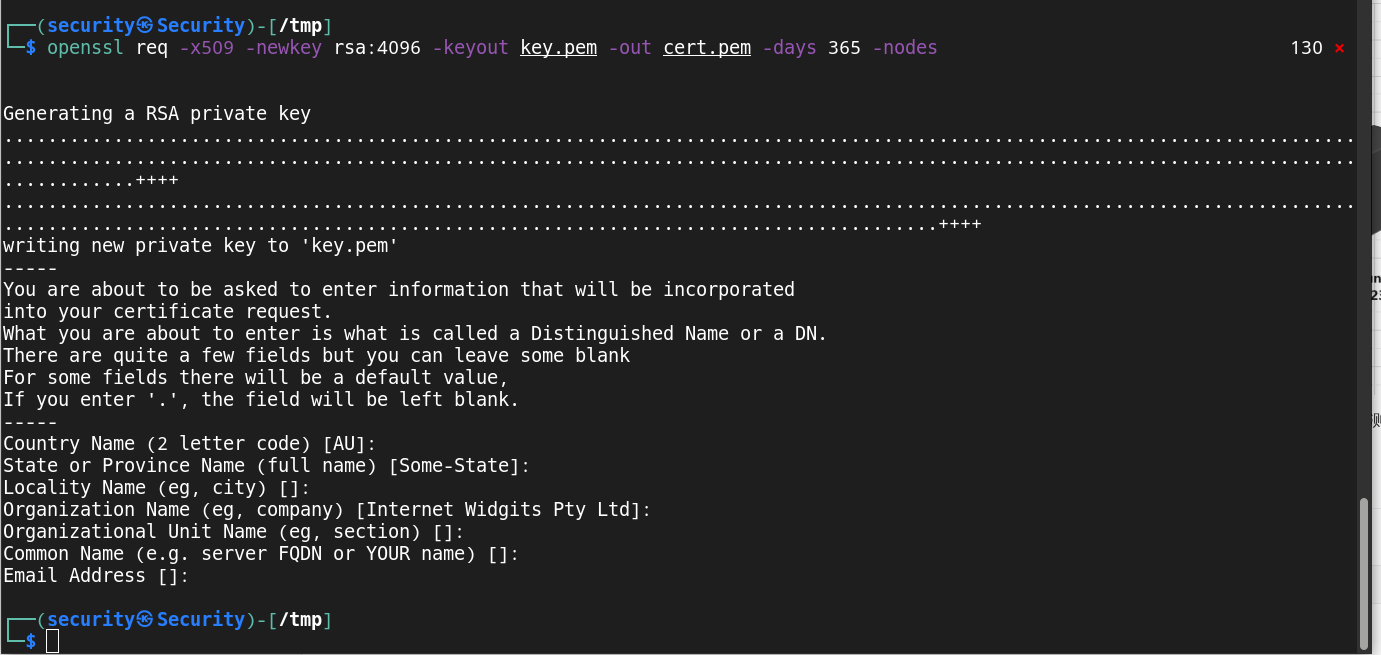 ┌──(security㉿Security)-[/tmp]
└─$ openssl req -x509 -newkey rsa:4096 -keyout key.pem -out cert.pem -days 365 -nodes 130 ⨯
Generating a RSA private key
...........................................................................................................................
...........................................................................................................................
............++++
...........................................................................................................................
.....................................................................................++++
writing new private key to 'key.pem'
-----
You are about to be asked to enter information that will be incorporated
into your certificate request.
What you are about to enter is what is called a Distinguished Name or a DN.
There are quite a few fields but you can leave some blank
For some fields there will be a default value,
If you enter '.', the field will be left blank.
-----
Country Name (2 letter code) [AU]:
State or Province Name (full name) [Some-State]:
Locality Name (eg, city) []:
Organization Name (eg, company) [Internet Widgits Pty Ltd]:
Organizational Unit Name (eg, section) []:
Common Name (e.g. server FQDN or YOUR name) []:
Email Address []:
┌──(security㉿Security)-[/tmp]
└─$